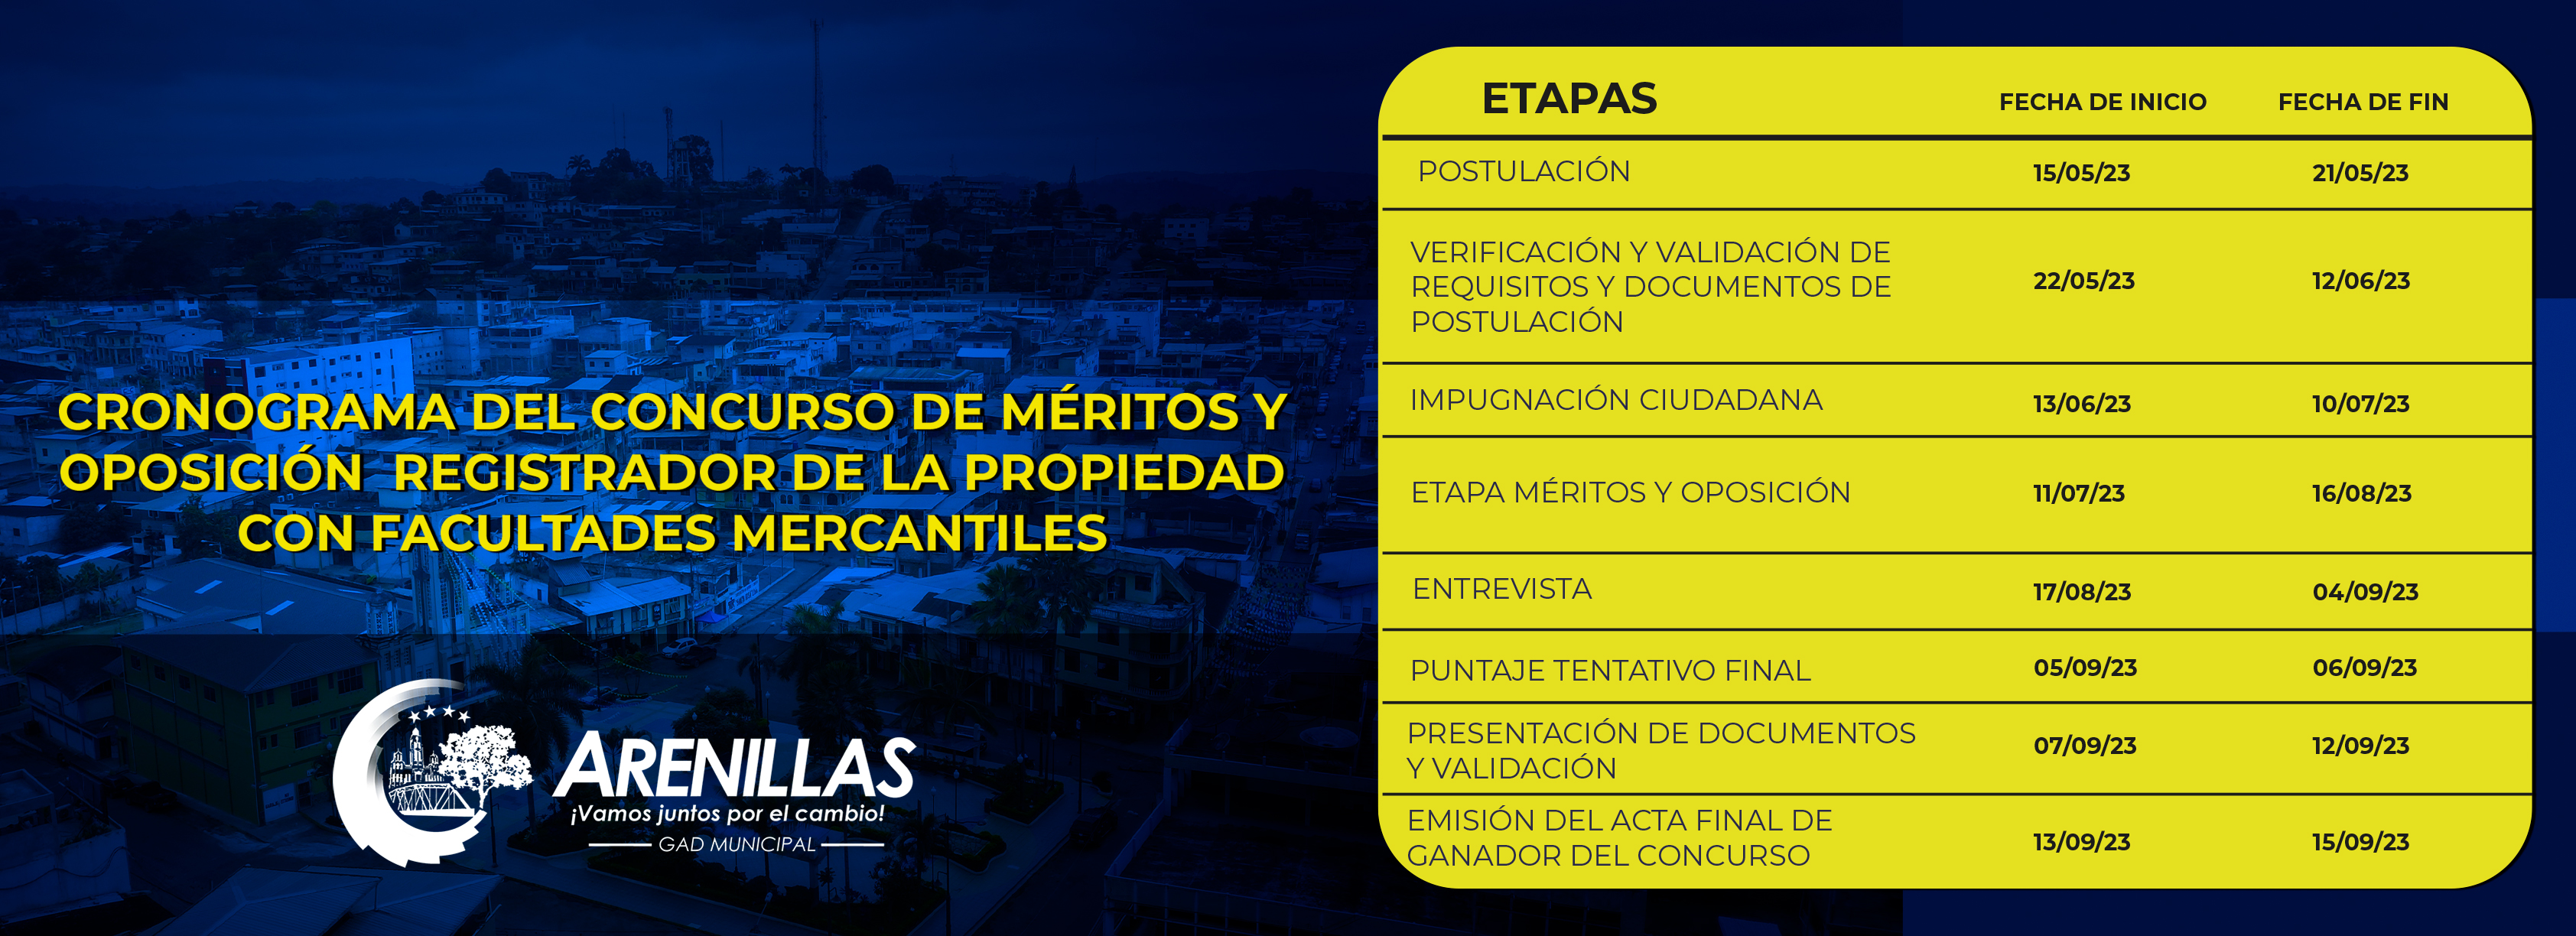 CRONOGRAMA DEL CONCURSO DE MÉRITOS Y
OPOSICIÓN REGISTRADOR DE LA PROPIEDAD
CON FACULTADES MERCANTILES
ARENILLAS
¡Vamos juntos por el cambio!
GAD MUNICIPAL
ETAPAS FECHA DE INICIO FECHA DE FIN
POSTULACIÓN 15/05/23 21/05/23
VERIFICACIÓN Y VALIDACIÓN DE
REQUISITOS Y DOCUMENTOS DE
POSTULACIÓN
22/05/23 12/06/23
IMPUGNACIÓN CIUDADANA 13/06/23 10/07/23
ETAPA MÉRITOS Y OPOSICIÓN 11/07/23 16/08/23
ENTREVISTA 17/08/23 04/09/23
PUNTAJE TENTATIVO FINAL 05/09/23 06/09/23
PRESENTACIÓN DE DOCUMENTOS
Y VALIDACIÓN
07/09/23 12/09/23
EMISIÓN DEL ACTA FINAL DE
GANADOR DEL CONCURSO
13/09/23 15/09/23